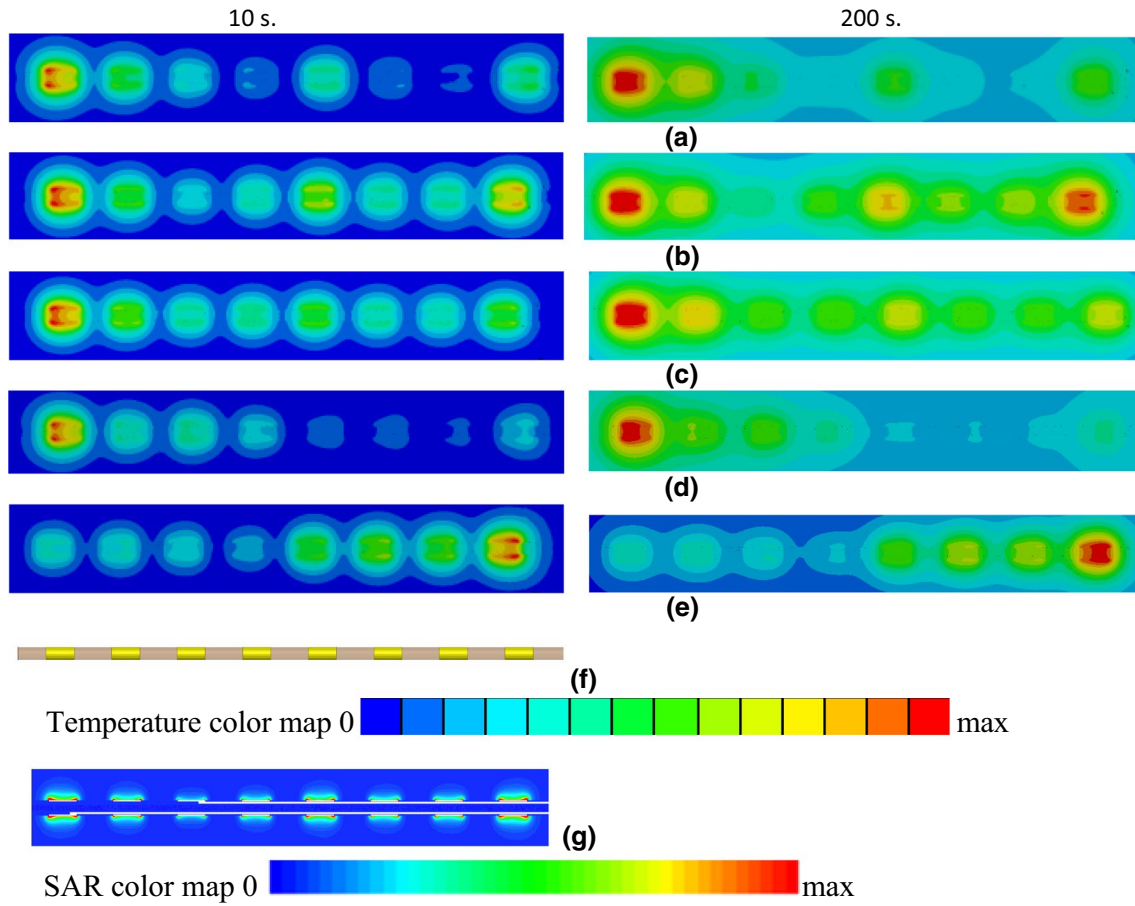 10 s. 200 s.
(a)
(b)
(c)
(d)
(e)
(f)
Temperature color map 0 max
(g)
SAR color map 0 max